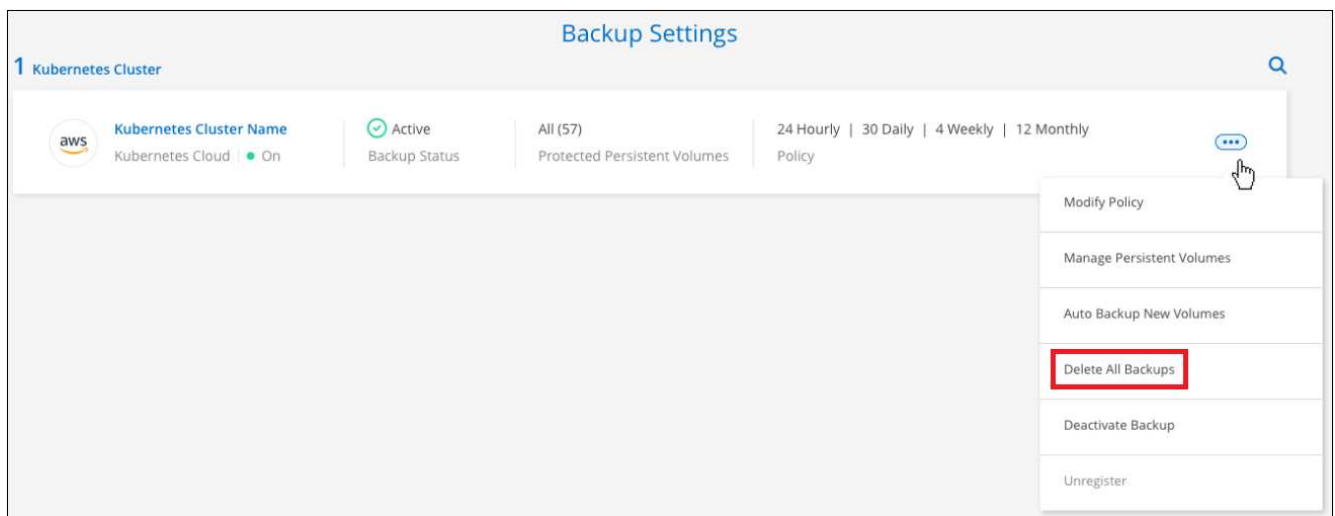 Backup Settings
1 Kubernetes Cluster
aws
Kubernetes Cluster Name
Kubernetes Cloud
On
Active
Backup Status
All (57)
Protected Persistent Volumes
24 Hourly | 30 Daily | 4 Weekly | 12 Monthly
Policy
Modify Policy
Manage Persistent Volumes
Auto Backup New Volumes
Delete All Backups
Deactivate Backup
Unregister